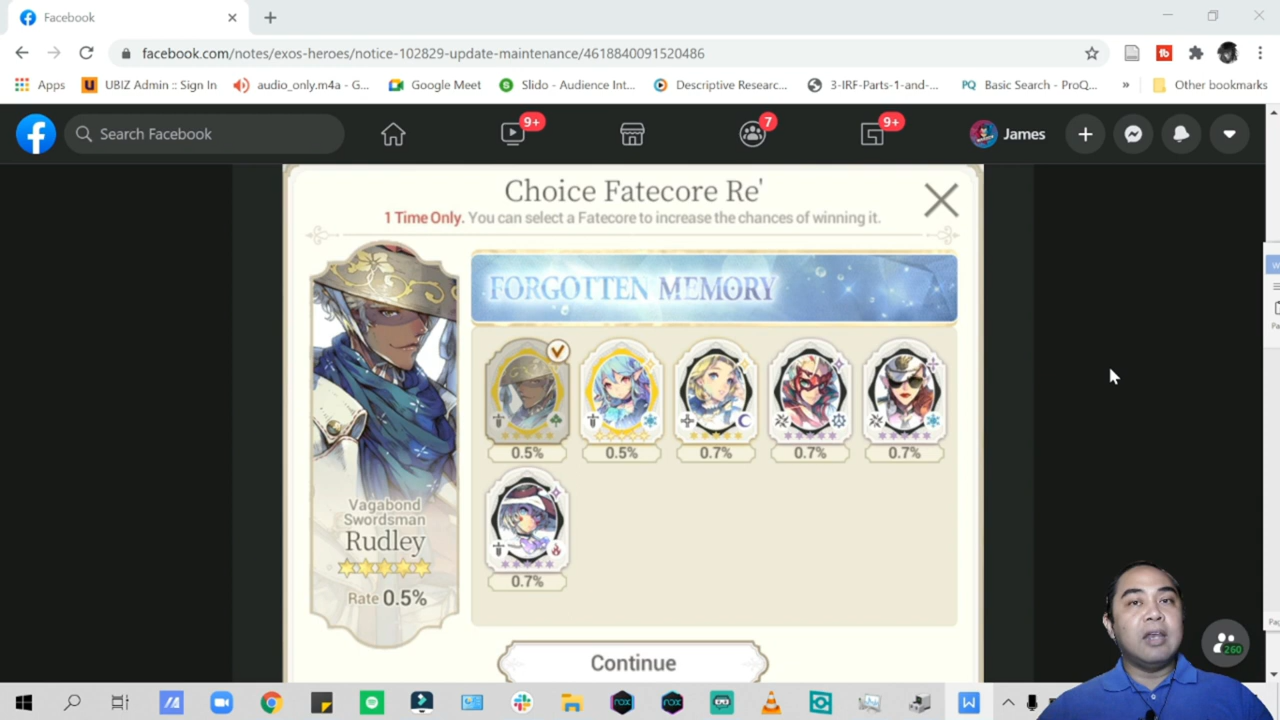 Facebook
facebook.com/notes/exos-heroes/notice-102829-update-maintenance/4618840091520486
Apps
UBIZ Admin :: Sign In
audio_only.m4a - G...
Google Meet
Slido - Audience Int...
Descriptive Researc...
3-IRF-Parts-1-and-...
PQ Basic Search - ProQ...
»
Other bookmarks
Search Facebook
9+
7
9+
James
Choice Fatecore Re'
1 Time Only. You can select a Fatecore to increase the chances of winning it.
FORGOTTEN MEMORY
0.5%
0.5%
0.7%
0.7%
0.7%
0.7%
Vagabond
Swordsman
Rudley
Rate 0.5%
Continue
260